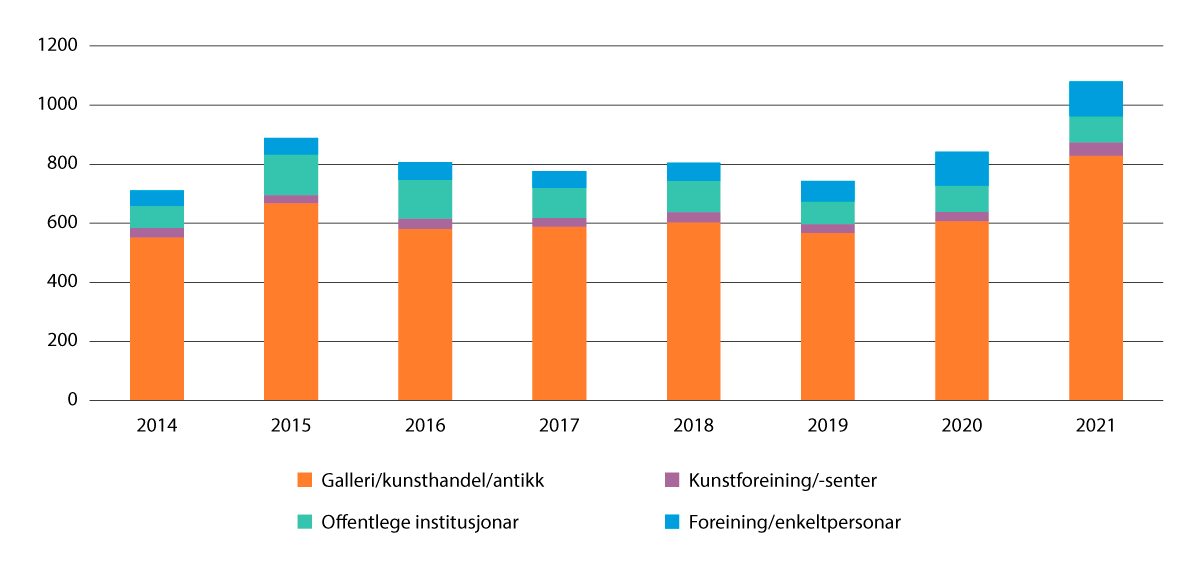 1200
1000
800
600
400
200
0
2014 2015 2016 2017 2018 2019 2020 2021
Galleri/kunsthandel/antikk Kunstforeining/-senter
Offentlege institusjonar Foreining/enkeltpersonar